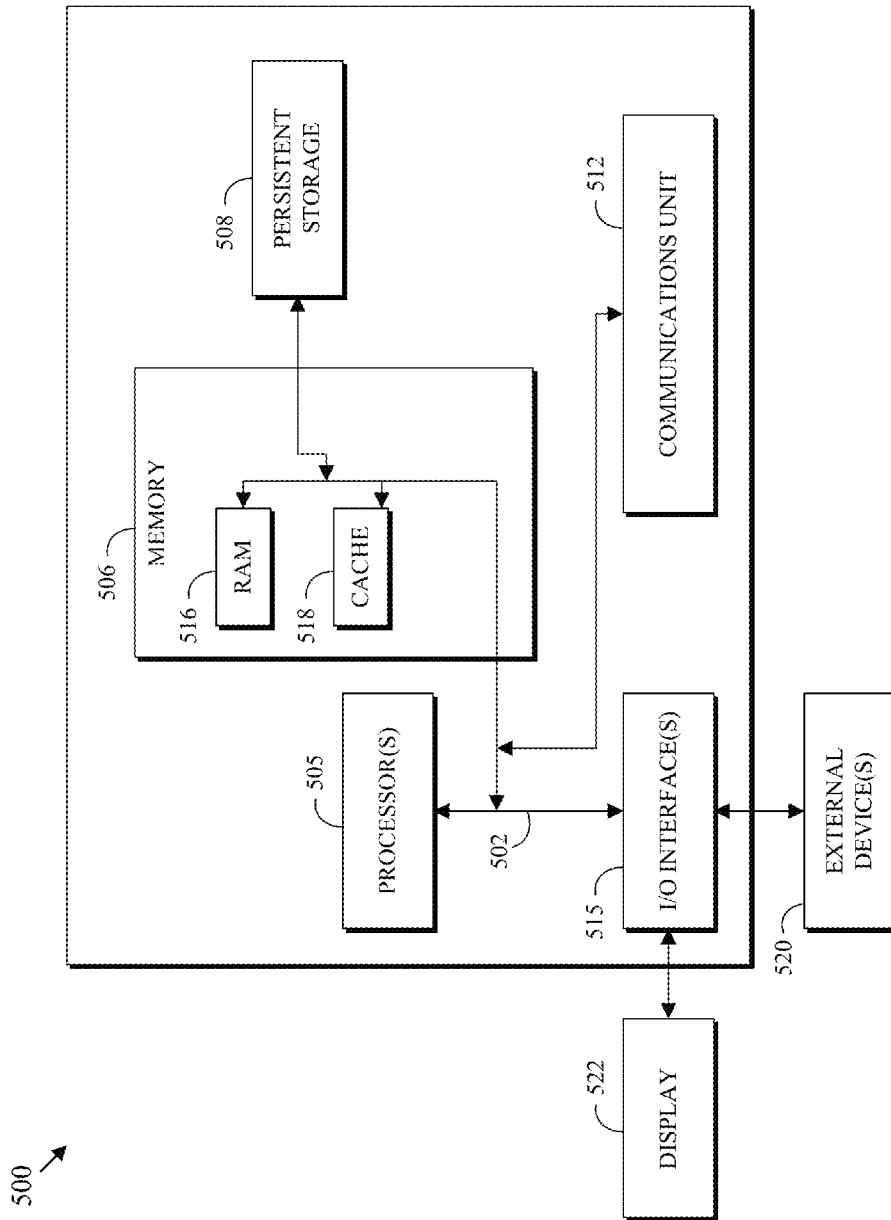 500
506
MEMORY
516
RAM
518
CACHE
508
PERSISTENT
STORAGE
505
PROCESSOR(S)
502
512
COMMUNICATIONS UNIT
515
I/O INTERFACE(S)
522
DISPLAY
520
EXTERNAL
DEVICE(S)